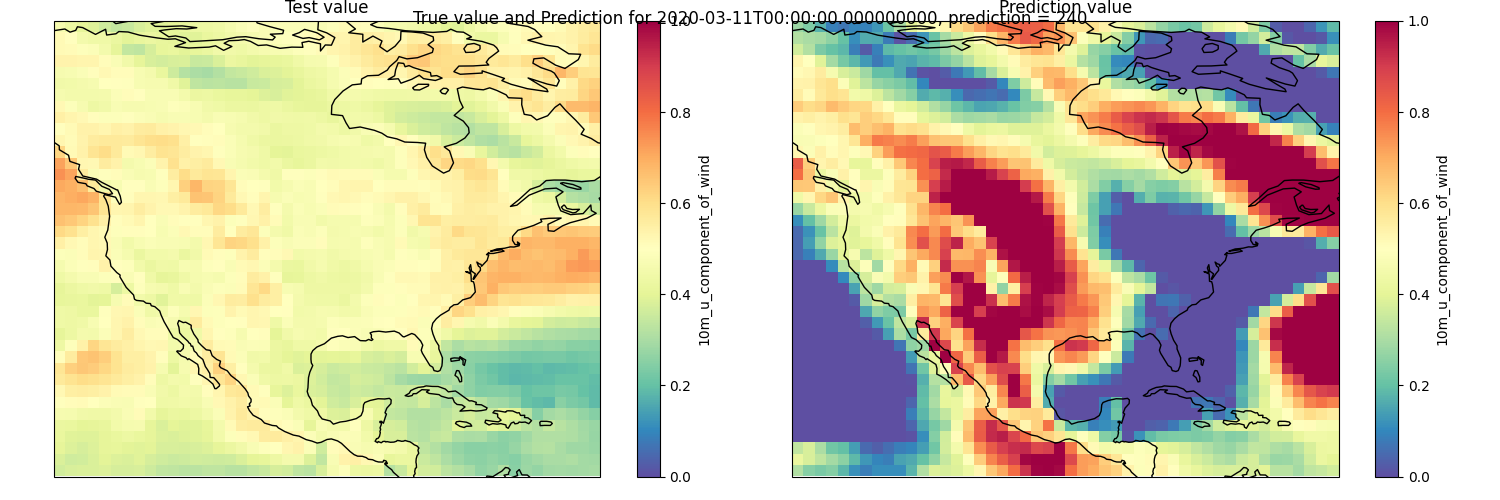 Test value
True value and Prediction for 2020-03-11T00:00:00.000000000, prediction = 240
Prediction value
1.0
0.8
0.6
0.4
0.2
0.0
10m_u_component_of_wind
1.0
0.8
0.6
0.4
0.2
0.0
10m_u_component_of_wind